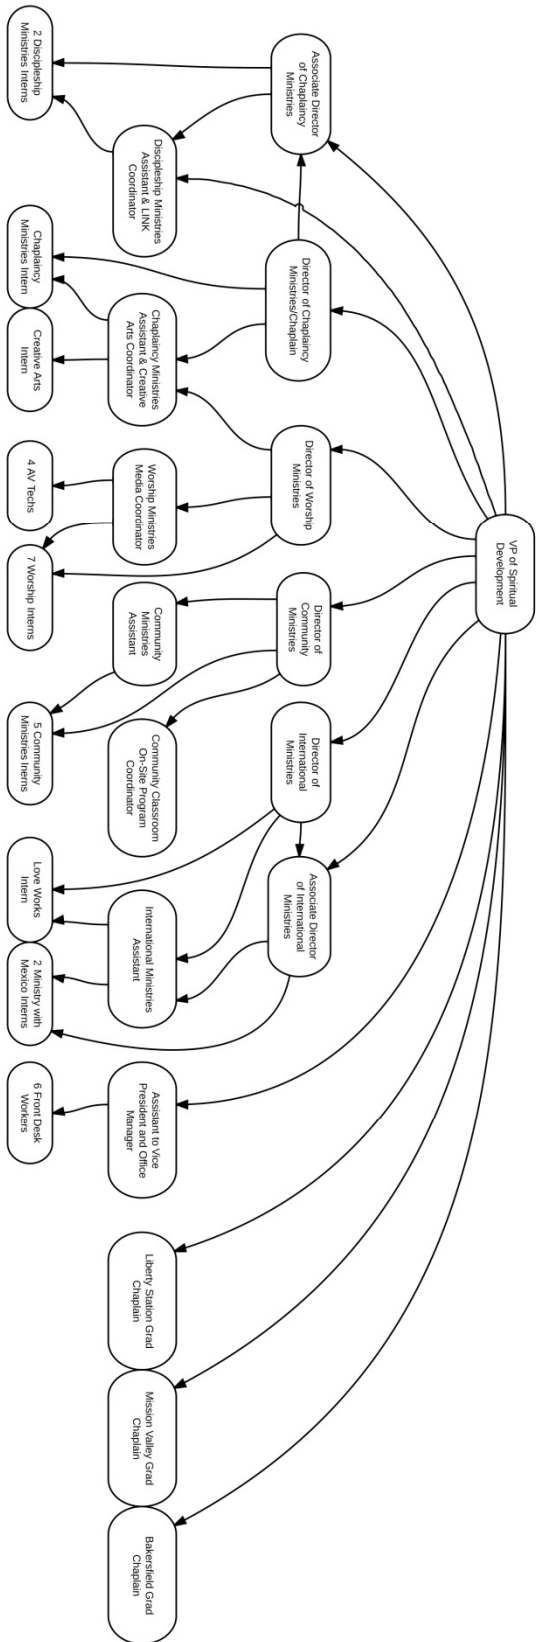 VP of Spiritual
Development
Associate Director
of Chaplaincy
Ministries
Director of Chaplaincy
Ministries/Chaplain
Director of Worship
Ministries
Director of
Community
Ministries
Director of
International
Ministries
Associate Director
of International
Ministries
Discipleship Ministries
Assistant & LINK
Coordinator
Chaplaincy Ministries
Assistant & Creative
Arts Coordinator
Worship Ministries
Media Coordinator
Community
Ministries
Assistant
Community Classroom
On-Site Program
Coordinator
International Ministries
Assistant
Assistant to Vice
President and Office
Manager
Liberty Station Grad
Chaplain
Mission Valley Grad
Chaplain
Bakersfield Grad
Chaplain
2 Discipleship
Ministries Interns
Chaplaincy
Ministries Intern
Creative Arts
Intern
4 AV Techs
7 Worship Interns
5 Community
Ministries Inerns
Love Works
Intern
2 Ministry with
Mexico Interns
6 Front Desk
Workers